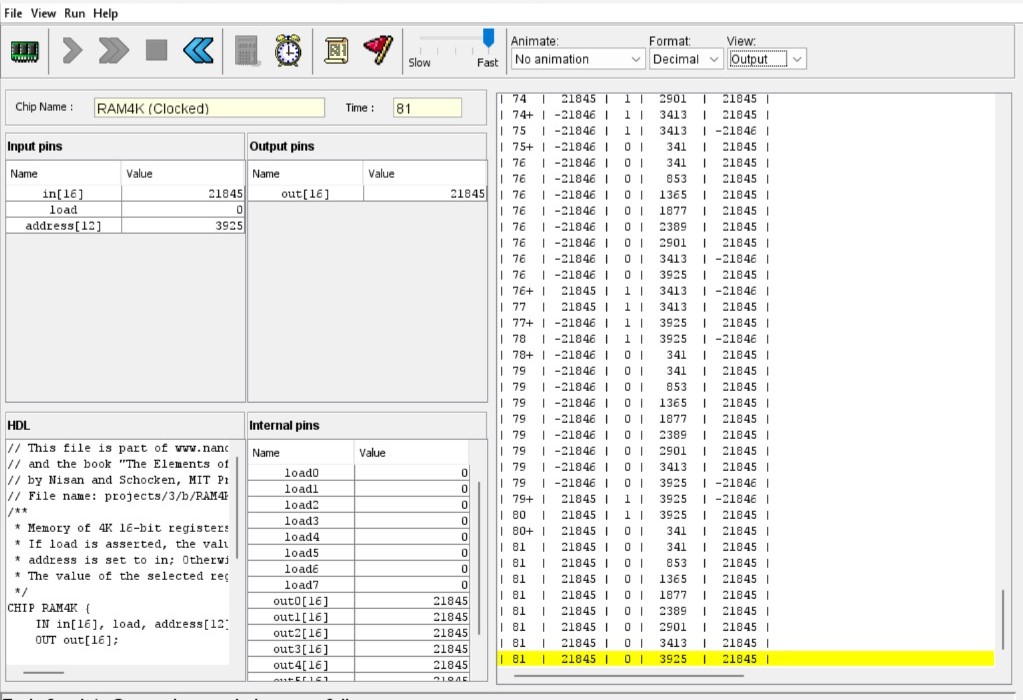 File View Run Help
Slow Fast
Animate: Format: View:
No animation Decimal Output
Chip Name : RAM4K (Clocked) Time : 81
Input pins
Name Value
in[16] 21845
load 0
address[12] 3925
Output pins
Name Value
out[16] 21845
HDL
// This file is part of www.nand
// and the book "The Elements of
// by Nisan and Schocken, MIT Pr
// File name: projects/3/b/RAM4K
/**
* Memory of 4K 16-bit registers
* If load is asserted, the valu
* address is set to in; Otherwi
* The value of the selected reg
*/
CHIP RAM4K {
IN in[16], load, address[12]
OUT out[16];
Internal pins
Name Value
load0 0
load1 0
load2 0
load3 0
load4 0
load5 0
load6 0
load7 0
out0[16] 21845
out1[16] 21845
out2[16] 21845
out3[16] 21845
out4[16] 21845
| 74 | 21845 | 1 | 2901 | 21845 |
| 74+ | -21846 | 1 | 3413 | 21845 |
| 75 | -21846 | 1 | 3413 | -21846 |
| 75+ | -21846 | 0 | 341 | 21845 |
| 76 | -21846 | 0 | 341 | 21845 |
| 76 | -21846 | 0 | 853 | 21845 |
| 76 | -21846 | 0 | 1365 | 21845 |
| 76 | -21846 | 0 | 1877 | 21845 |
| 76 | -21846 | 0 | 2389 | 21845 |
| 76 | -21846 | 0 | 2901 | 21845 |
| 76 | -21846 | 0 | 3413 | -21846 |
| 76 | -21846 | 0 | 3925 | 21845 |
| 76+ | 21845 | 1 | 3413 | -21846 |
| 77 | 21845 | 1 | 3413 | 21845 |
| 77+ | -21846 | 1 | 3925 | 21845 |
| 78 | -21846 | 1 | 3925 | -21846 |
| 78+ | -21846 | 0 | 341 | 21845 |
| 79 | -21846 | 0 | 341 | 21845 |
| 79 | -21846 | 0 | 853 | 21845 |
| 79 | -21846 | 0 | 1365 | 21845 |
| 79 | -21846 | 0 | 1877 | 21845 |
| 79 | -21846 | 0 | 2389 | 21845 |
| 79 | -21846 | 0 | 2901 | 21845 |
| 79 | -21846 | 0 | 3413 | 21845 |
| 79 | -21846 | 0 | 3925 | -21846 |
| 79+ | 21845 | 1 | 3925 | -21846 |
| 80 | 21845 | 1 | 3925 | 21845 |
| 80+ | 21845 | 0 | 341 | 21845 |
| 81 | 21845 | 0 | 341 | 21845 |
| 81 | 21845 | 0 | 853 | 21845 |
| 81 | 21845 | 0 | 1365 | 21845 |
| 81 | 21845 | 0 | 1877 | 21845 |
| 81 | 21845 | 0 | 2389 | 21845 |
| 81 | 21845 | 0 | 2901 | 21845 |
| 81 | 21845 | 0 | 3413 | 21845 |
| 81 | 21845 | 0 | 3925 | 21845 |